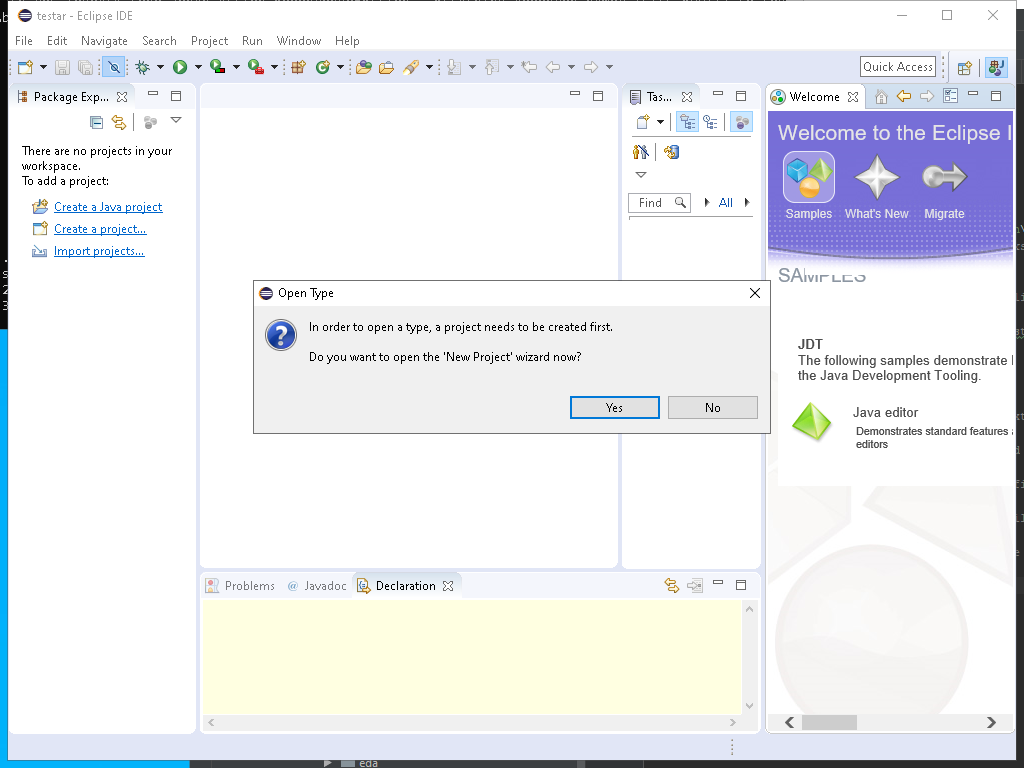 testar - Eclipse IDE
File Edit Navigate Search Project Run Window Help
Quick Access
Package Exp...
There are no projects in your
workspace.
To add a project:
Create a Java project
Create a project...
Import projects...
Tas...
Find
All
Welcome
Welcome to the Eclipse I
Samples What's New Migrate
SAMPLES
JDT
The following samples demonstrate
the Java Development Tooling.
Java editor
Demonstrates standard features
editors
Open Type
In order to open a type, a project needs to be created first.
Do you want to open the 'New Project' wizard now?
Yes No
Problems @ Javadoc Declaration
eda